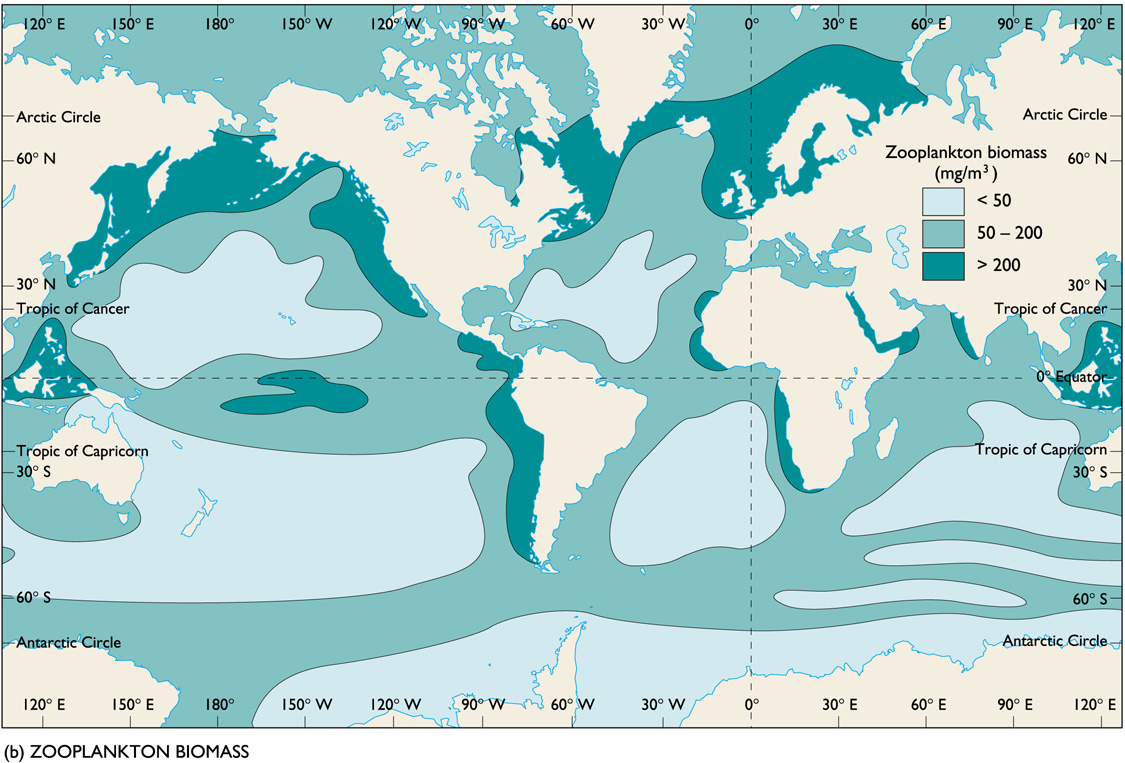 120° E 150° E 180° 150° W 120° W 90° W 60° W 30° W 0° 30° E 60° E 90° E 120° E
Arctic Circle Arctic Circle
60° N 60° N
Zooplankton biomass
(mg/m³)
< 50
50 – 200
> 200
30° N 30° N
Tropic of Cancer Tropic of Cancer
0° Equator
Tropic of Capricorn Tropic of Capricorn
30° S 30° S
60° S 60° S
Antarctic Circle Antarctic Circle
120° E 150° E 180° 150° W 120° W 90° W 60° W 30° W 0° 30° E 60° E 90° E 120° E
(b) ZOOPLANKTON BIOMASS